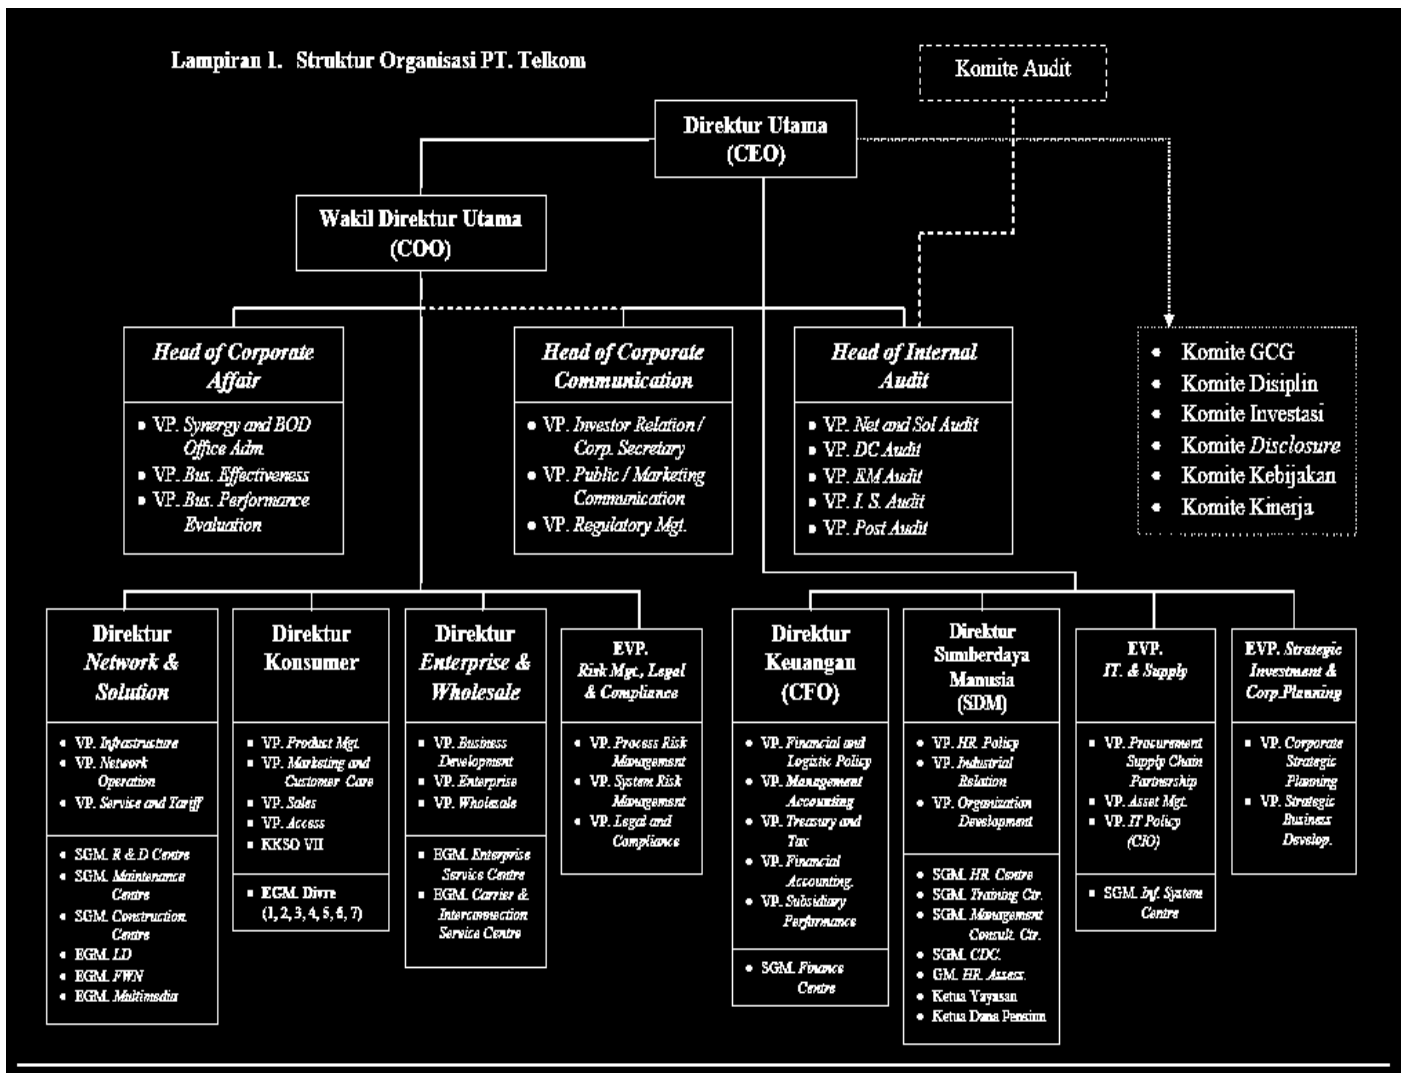 Lampiran 1. Struktur Organisasi PT. Telkom
Komite Audit
Direktur Utama
(CEO)
Wakil Direktur Utama
(COO)
Head of Corporate
Affair
VP. Synergy and BOD
Office Adm.
VP. Bus. Effectiveness
VP. Bus. Performance
Evaluation
Head of Corporate
Communication
VP. Investor Relation /
Corp. Secretary
VP. Public / Marketing
Communication
VP. Regulatory Mgt.
Head of Internal
Audit
VP. Net and Sol Audit
VP. DC Audit
VP. EM Audit
VP. I. S. Audit
VP. Post Audit
Komite GCG
Komite Disiplin
Komite Investasi
Komite Disclosure
Komite Kebijakan
Komite Kinerja
Direktur
Network &
Solution
VP. Infrastructure
VP. Network
Operation
VP. Service and Tariff
SGM. R & D Centre
SGM. Maintenance
Centre
SGM. Construction
Centre
EGM. LD
EGM. FWN
EGM. Multimedia
Direktur
Konsumer
VP. Product Mgt.
VP. Marketing and
Customer Care
VP. Sales
VP. Access
KKSO VII
EGM. Divre
(1, 2, 3, 4, 5, 6, 7)
Direktur
Enterprise &
Wholesale
VP. Business
Development
VP. Enterprise
VP. Wholesale
EGM. Enterprise
Service Centre
EGM. Carrier &
Interconnection
Service Centre
EVP.
Risk Mgt., Legal
& Compliance
VP. Process Risk
Management
VP. System Risk
Management
VP. Legal and
Compliance
Direktur
Keuangan
(CFO)
VP. Financial and
Logistic Policy
VP. Management
Accounting
VP. Treasury and
Tax
VP. Financial
Accounting.
VP. Subsidiary
Performance
SGM. Finance
Centre
Direktur
Sumberdaya
Manusia
(SDM)
VP. HR. Policy
VP. Industrial
Relation
VP. Organization
Development
SGM. HR. Centre
SGM. Training Ctr.
SGM. Management
Consult. Ctr.
SGM. CDC.
GM. HR. Assess.
Ketua Yayasan
Ketua Dana Pensiun
EVP.
IT. & Supply
VP. Procurement
Supply Chain
Partnership
VP. Asset Mgt.
VP. IT Policy
(CIO)
SGM. Inf. System
Centre
EVP. Strategic
Investment &
Corp.Planning
VP. Corporate
Strategic
Planning
VP. Strategic
Business
Develop.